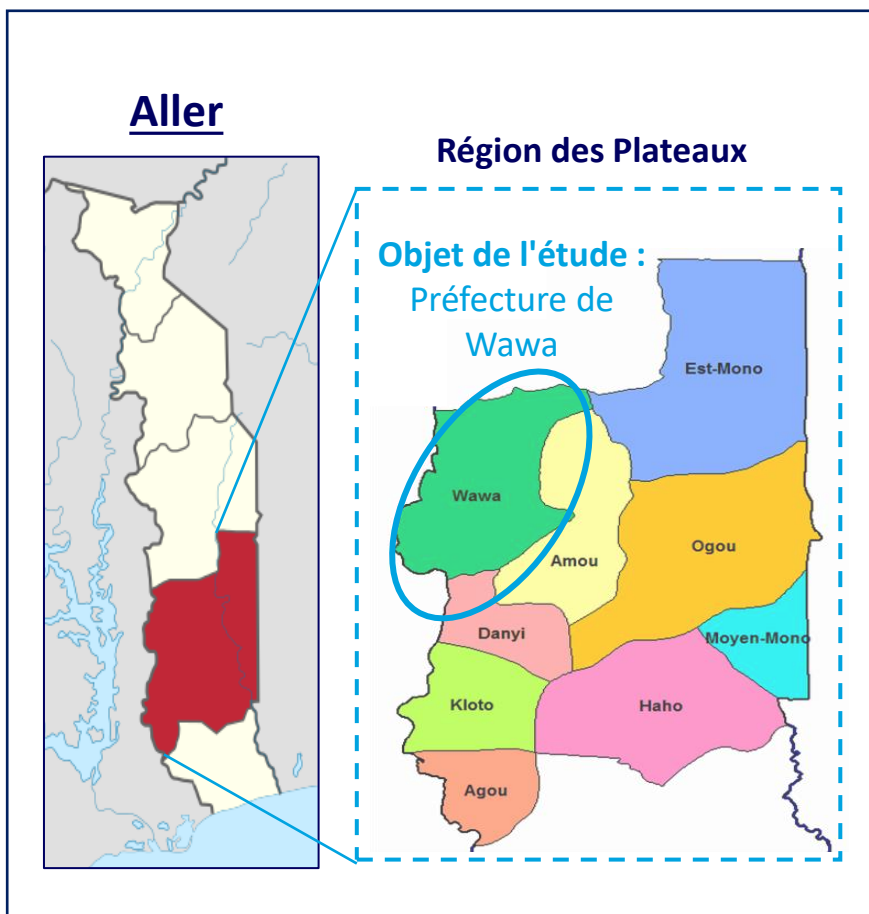 Aller
Région des Plateaux
Objet de l'étude :
Préfecture de
Wawa
Est-Mono
Wawa
Ogou
Amou
Danyi
Moyen-Mono
Kloto
Haho
Agou